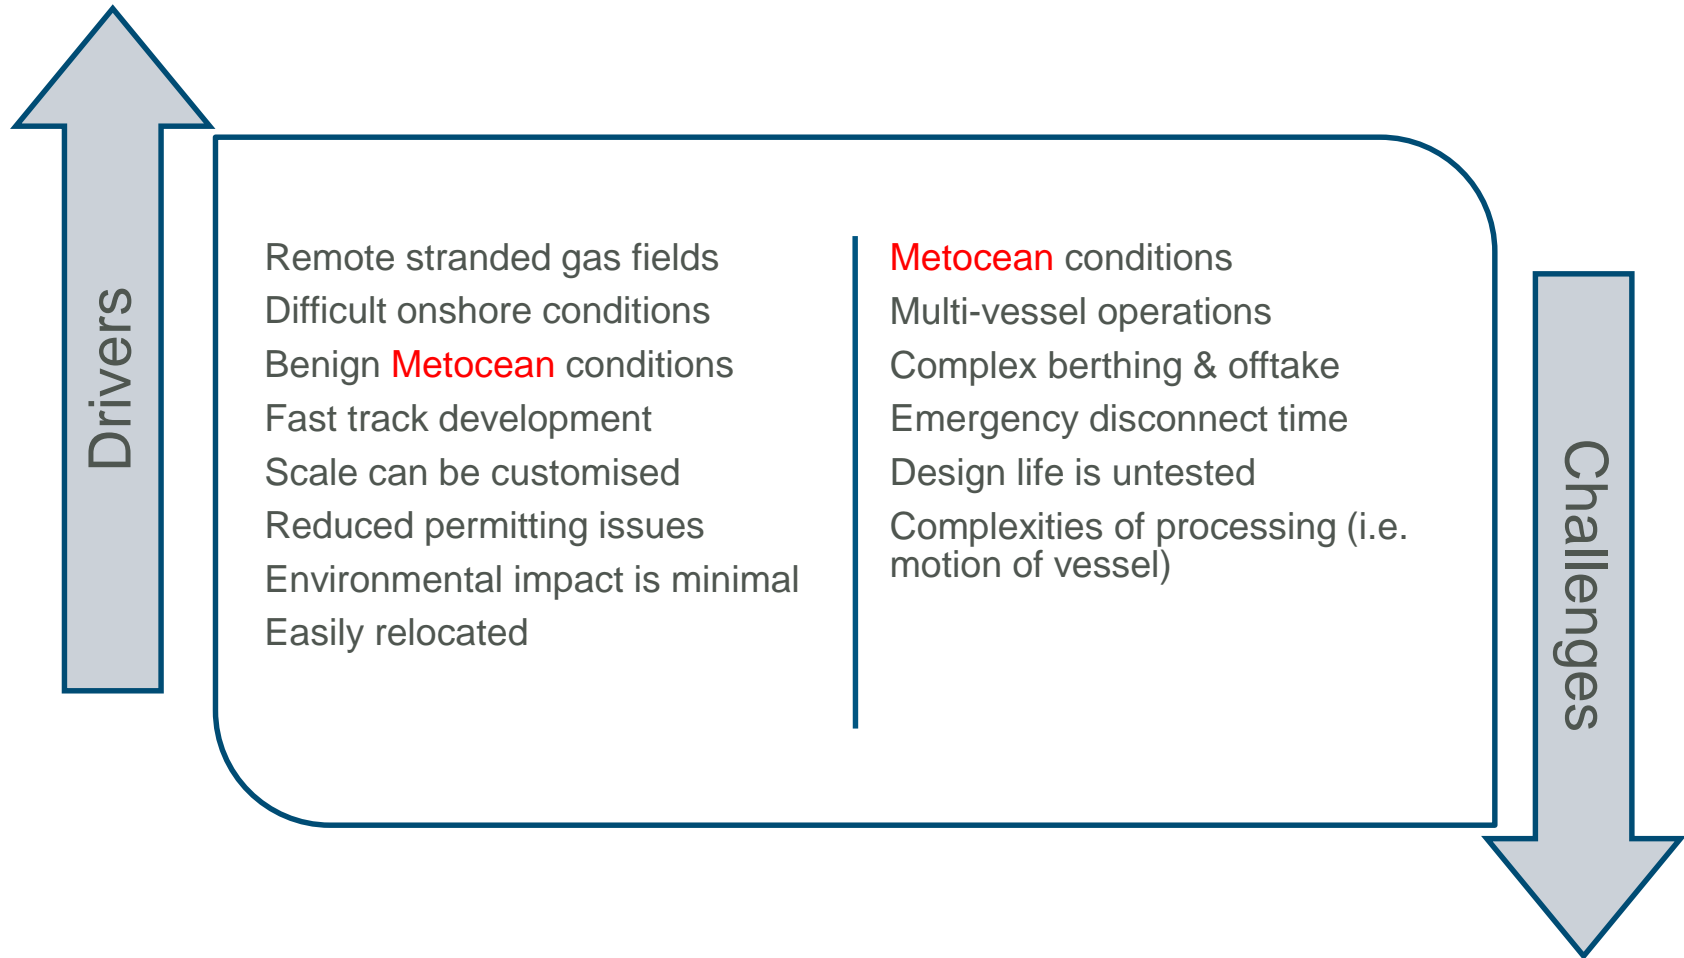 Drivers
Remote stranded gas fields
Difficult onshore conditions
Benign Metocean conditions
Fast track development
Scale can be customised
Reduced permitting issues
Environmental impact is minimal
Easily relocated
Metocean conditions
Multi-vessel operations
Complex berthing & offtake
Emergency disconnect time
Design life is untested
Complexities of processing (i.e.
motion of vessel)
Challenges